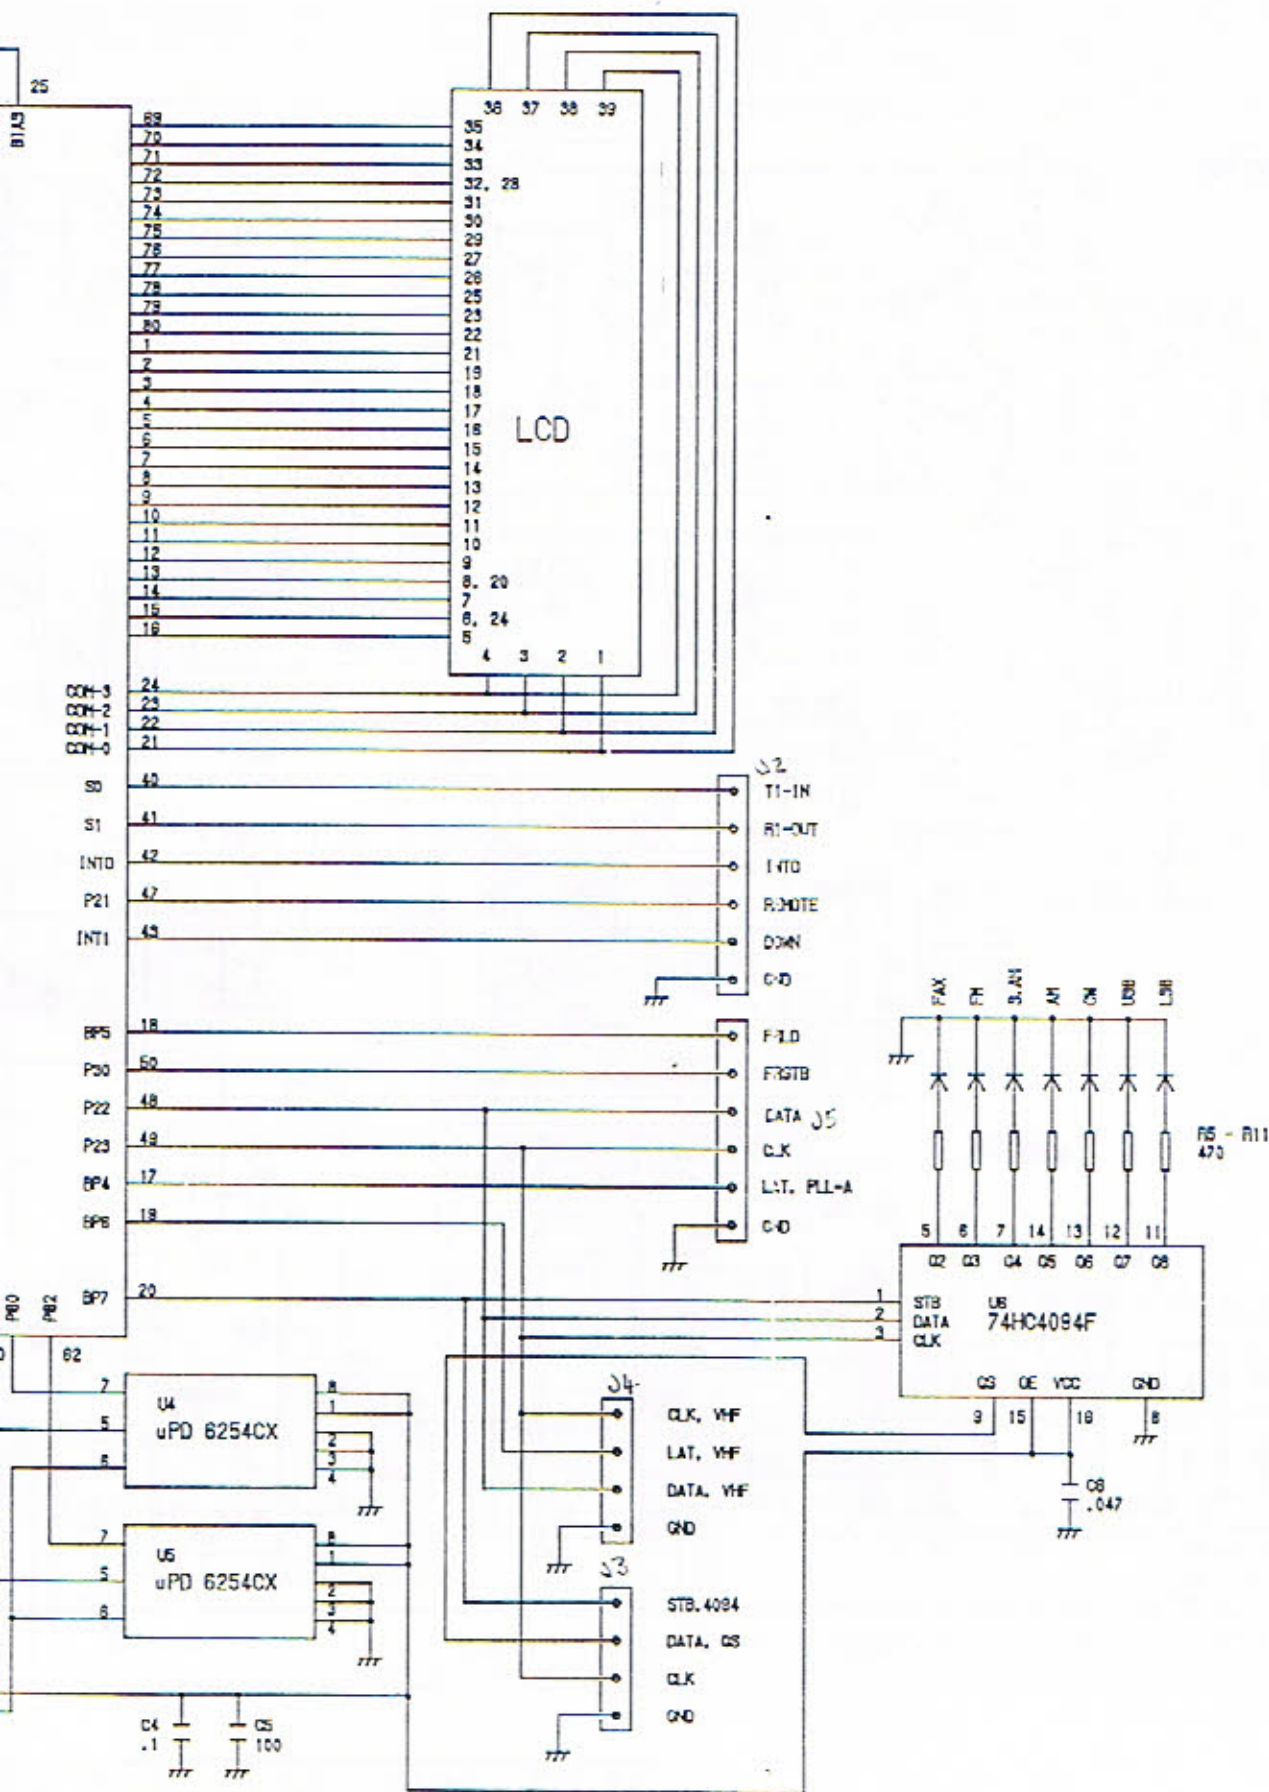 25
BIAS
36 37 38 39
69 35
70 34
71 33
72 32, 28
73 31
74 30
75 29
76 27
77 26
78 25
79 23
80 22
1 21
2 19
3 18
4 17
5 16
6 15
7 14
8 13
9 12
10 11
11 10
12 9
13 8, 20
14 7
15 6, 24
16 5
LCD
4 3 2 1
COM-3 24
COM-2 23
COM-1 22
COM-0 21
J2
S0 40 T1-IN
S1 41 R1-OUT
INT0 42 INT0
P21 47 REMOTE
INT1 43 DOWN
GND
FAX FM S.AM AM CW USB LSB
BP5 18
P30 50 FRSTB
P22 48 DATA J5
P23 49 CLK
BP4 17 LAT, PLL-A
BP6 19 GND
R5 - R11
470
5 6 7 14 13 12 11
Q2 Q3 Q4 Q5 Q6 Q7 Q8
BP7 20
1 STB
2 DATA
3 CLK
U6
74HC4094F
QS OE VCC GND
9 15 16 8
P60 P62
62
7 8
U4 1
uPD 6254CX
5 2
6 3
4
J4
CLK, VHF
LAT, VHF
DATA, VHF
GND
C6
.047
7 8
U5 1
uPD 6254CX
5 2
6 3
4
J3
STB,4094
DATA, QS
CLK
GND
C4
.1
C5
100